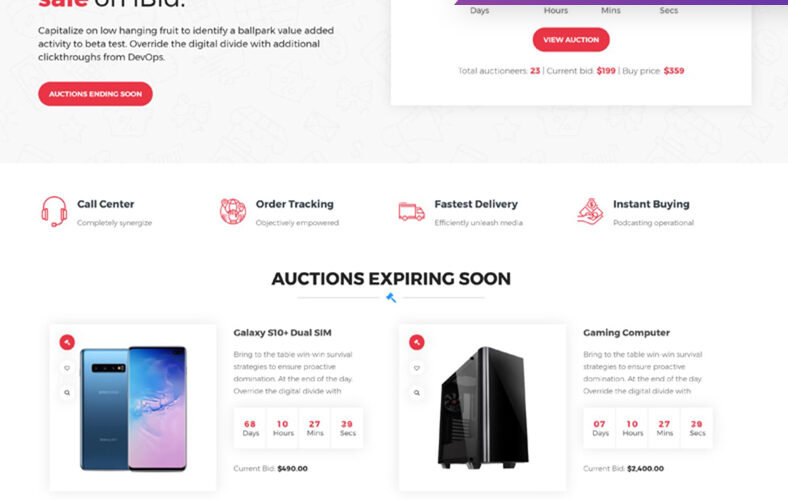 sale on iBid.
Capitalize on low hanging fruit to identify a ballpark value added
activity to beta test. Override the digital divide with additional
clickthroughs from DevOps.
AUCTIONS ENDING SOON
Days Hours Mins Secs
VIEW AUCTION
Total auctioneers: 23 | Current bid: $199 | Buy price: $359
Call Center
Completely synergize
Order Tracking
Objectively empowered
Fastest Delivery
Efficiently unleash media
Instant Buying
Podcasting operational
AUCTIONS EXPIRING SOON
Galaxy S10+ Dual SIM
Bring to the table win-win survival
strategies to ensure proactive
domination. At the end of the day.
Override the digital divide with
68 10 27 39
Days Hours Mins Secs
Current Bid: $490.00
SAMSUNG
Gaming Computer
Bring to the table win-win survival
strategies to ensure proactive
domination. At the end of the day.
Override the digital divide with
07 10 27 39
Days Hours Mins Secs
Current Bid: $2,400.00